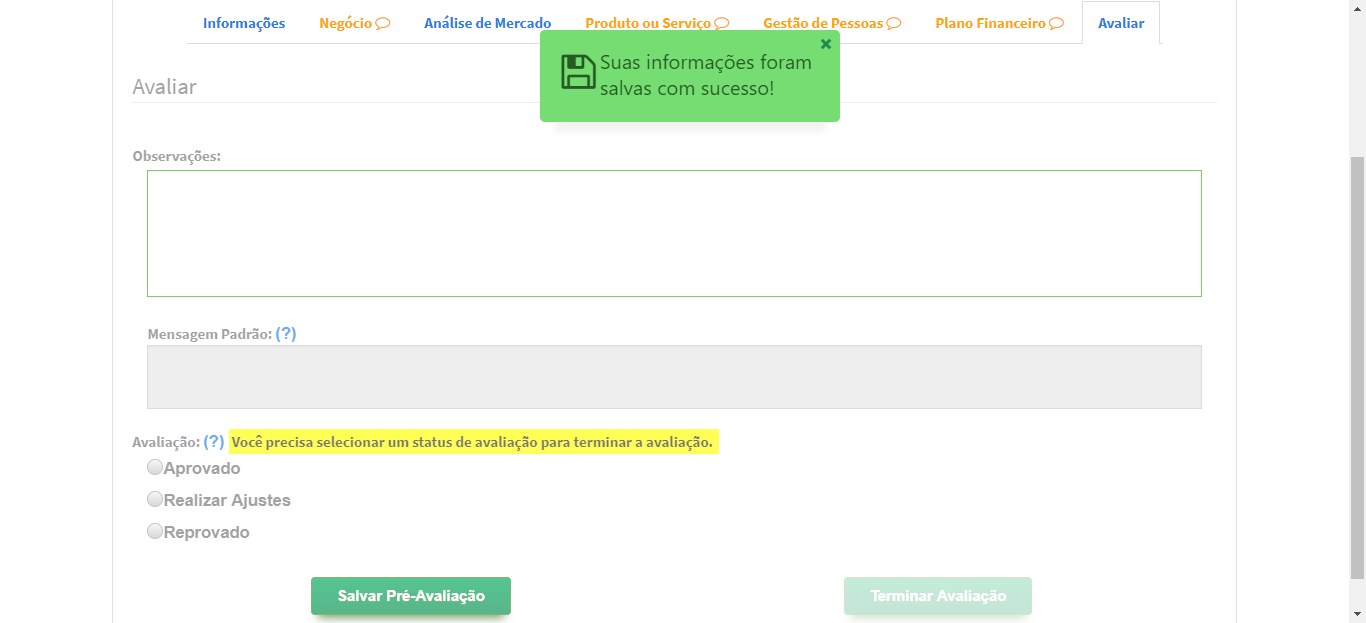 Informações Negócio Análise de Mercado Produto ou Serviço Gestão de Pessoas Plano Financeiro Avaliar
Suas informações foram
salvas com sucesso!
Avaliar
Observações:
Mensagem Padrão: (?)
Avaliação: (?) Você precisa selecionar um status de avaliação para terminar a avaliação.
Aprovado
Realizar Ajustes
Reprovado
Salvar Pré-Avaliação Terminar Avaliação